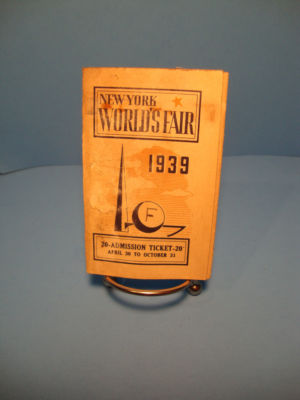 NEW YORK
WORLD'S FAIR
1939
F
20-ADMISSION TICKET-20
APRIL 30 TO OCTOBER 31